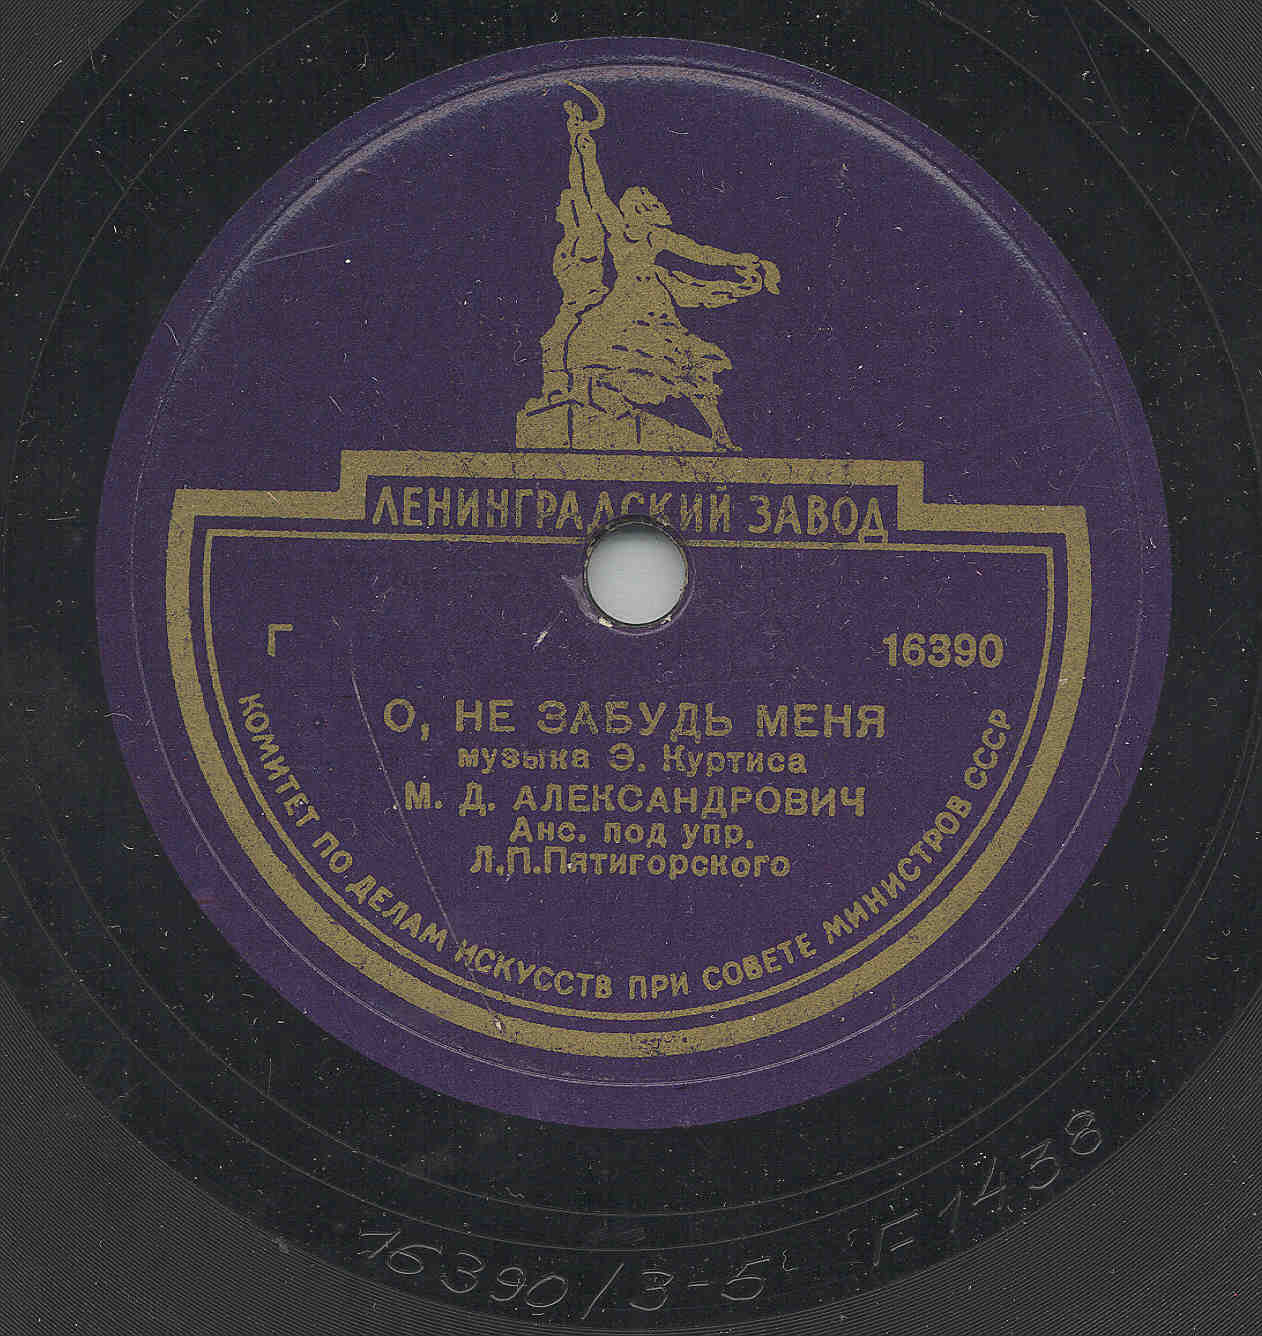 ЛЕНИНГРАДСКИЙ ЗАВОД
Г
16390
О, НЕ ЗАБУДЬ МЕНЯ
музыка Э. Куртиса
М. Д. АЛЕКСАНДРОВИЧ
Анс. под упр.
Л.П.Пятигорского
КОМИТЕТ ПО ДЕЛАМ ИСКУССТВ ПРИ СОВЕТЕ МИНИСТРОВ СССР
16390/3-5 F 1438